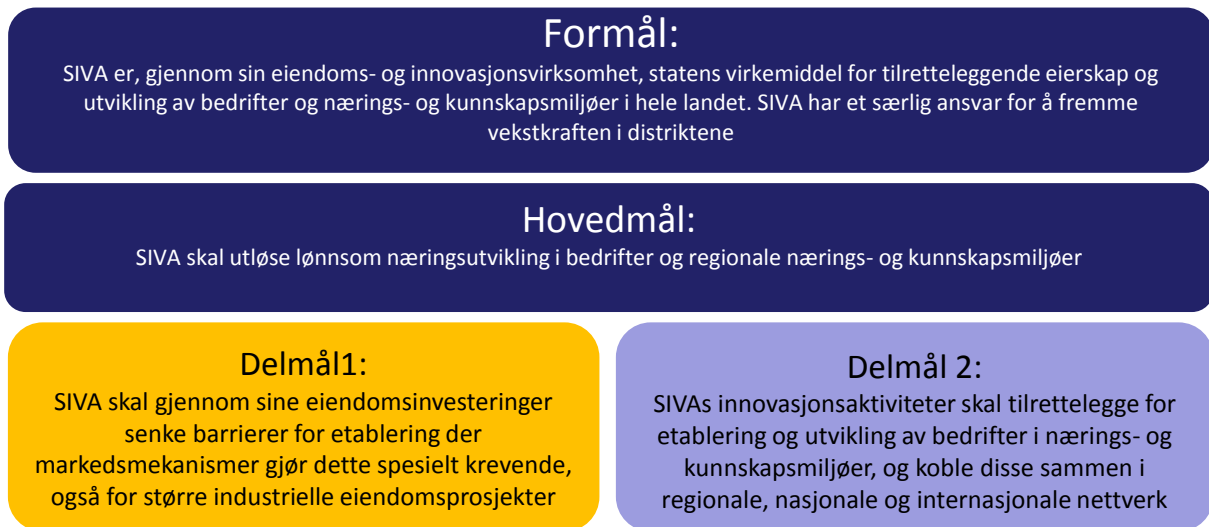 Formål:
SIVA er, gjennom sin eiendoms- og innovasjonsvirksomhet, statens virkemiddel for tilretteleggende eierskap og
utvikling av bedrifter og nærings- og kunnskapsmiljøer i hele landet. SIVA har et særlig ansvar for å fremme
vekstkraften i distriktene
Hovedmål:
SIVA skal utløse lønnsom næringsutvikling i bedrifter og regionale nærings- og kunnskapsmiljøer
Delmål1:
SIVA skal gjennom sine eiendomsinvesteringer
senke barrierer for etablering der
markedsmekanismer gjør dette spesielt krevende,
også for større industrielle eiendomsprosjekter
Delmål 2:
SIVAs innovasjonsaktiviteter skal tilrettelegge for
etablering og utvikling av bedrifter i nærings- og
kunnskapsmiljøer, og koble disse sammen i
regionale, nasjonale og internasjonale nettverk